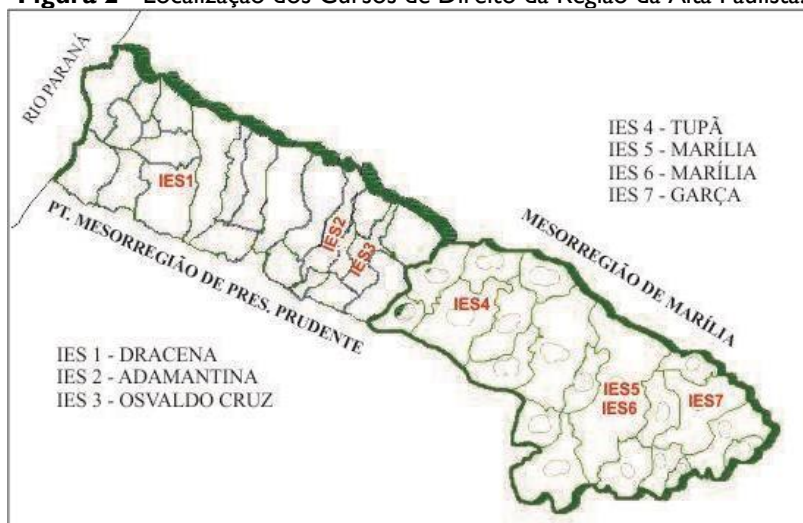 Figura 2 - Localização dos Cursos de Direito da Região da Alta Paulista.
RIO PARANÁ
IES 4 - TUPÃ
IES 5 - MARÍLIA
IES 6 - MARÍLIA
IES 7 - GARÇA
IES1
IES2
IES3
MESORREGIÃO DE MARÍLIA
PT. MESORREGIÃO DE PRES. PRUDENTE
IES4
IES 1 - DRACENA
IES 2 - ADAMANTINA
IES 3 - OSVALDO CRUZ
IES5
IES6
IES7